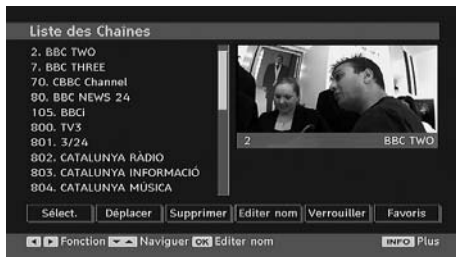 Liste des Chaines
2. BBC TWO
7. BBC THREE
70. CBBC Channel
80. BBC NEWS 24
105. BBCi
800. TV3
801. 3/24
802. CATALUNYA RÀDIO
803. CATALUNYA INFORMACIÓ
804. CATALUNYA MÚSICA
2 BBC TWO
Sélect. Déplacer Supprimer Editer nom Verrouiller Favoris
Fonction Naviguer OK Editer nom INFO Plus